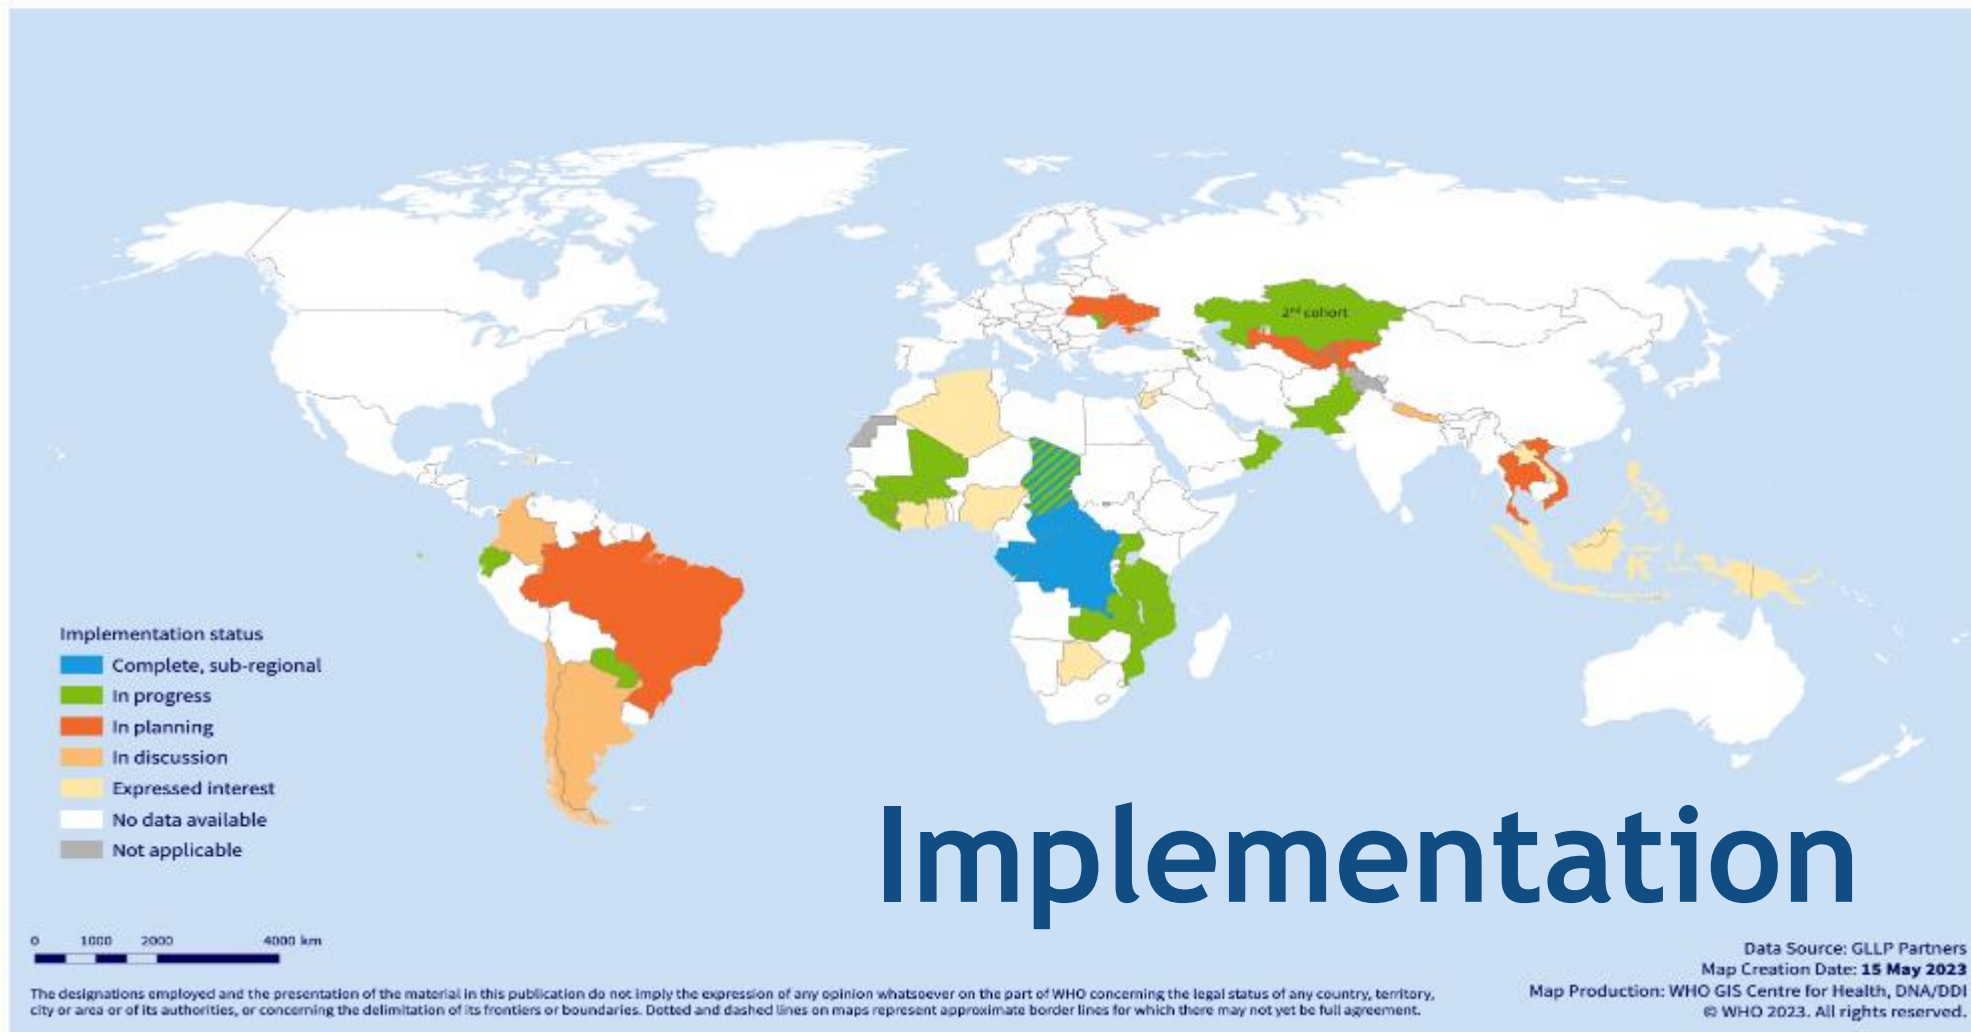 2nd cohort
Implementation status
Complete, sub-regional
In progress
In planning
In discussion
Expressed interest
No data available
Not applicable
Implementation
0 1000 2000 4000 km
The designations employed and the presentation of the material in this publication do not imply the expression of any opinion whatsoever on the part of WHO concerning the legal status of any country, territory,
city or area or of its authorities, or concerning the delimitation of its frontiers or boundaries. Dotted and dashed lines on maps represent approximate border lines for which there may not yet be full agreement.
Data Source: GLLP Partners
Map Creation Date: 15 May 2023
Map Production: WHO GIS Centre for Health, DNA/DDI
© WHO 2023. All rights reserved.